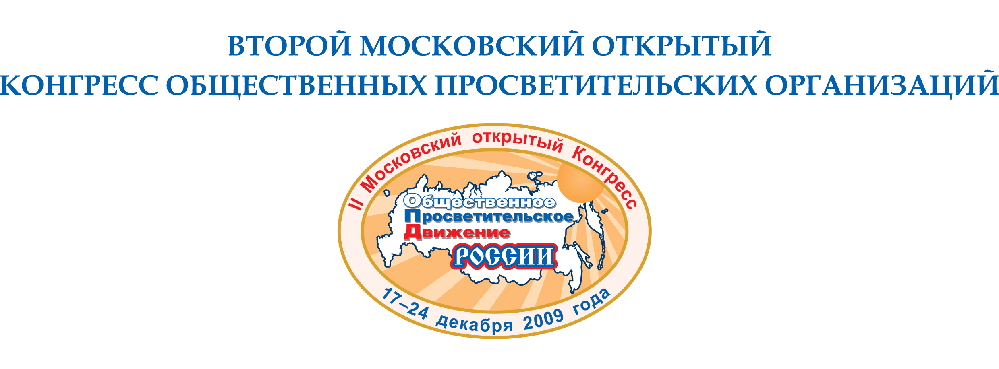 ВТОРОЙ МОСКОВСКИЙ ОТКРЫТЫЙ
КОНГРЕСС ОБЩЕСТВЕННЫХ ПРОСВЕТИТЕЛЬСКИХ ОРГАНИЗАЦИЙ
II Московский открытый Конгресс
Общественное
Просветительское
Движение
РОССИИ
17–24 декабря 2009 года